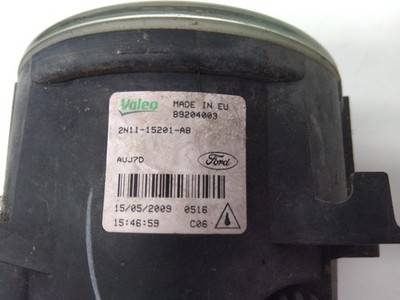 Valeo
MADE IN EU
89204003
2N11-15201-AB
AUJ7D
Ford
15/05/2009 0516
15:46:59 C06